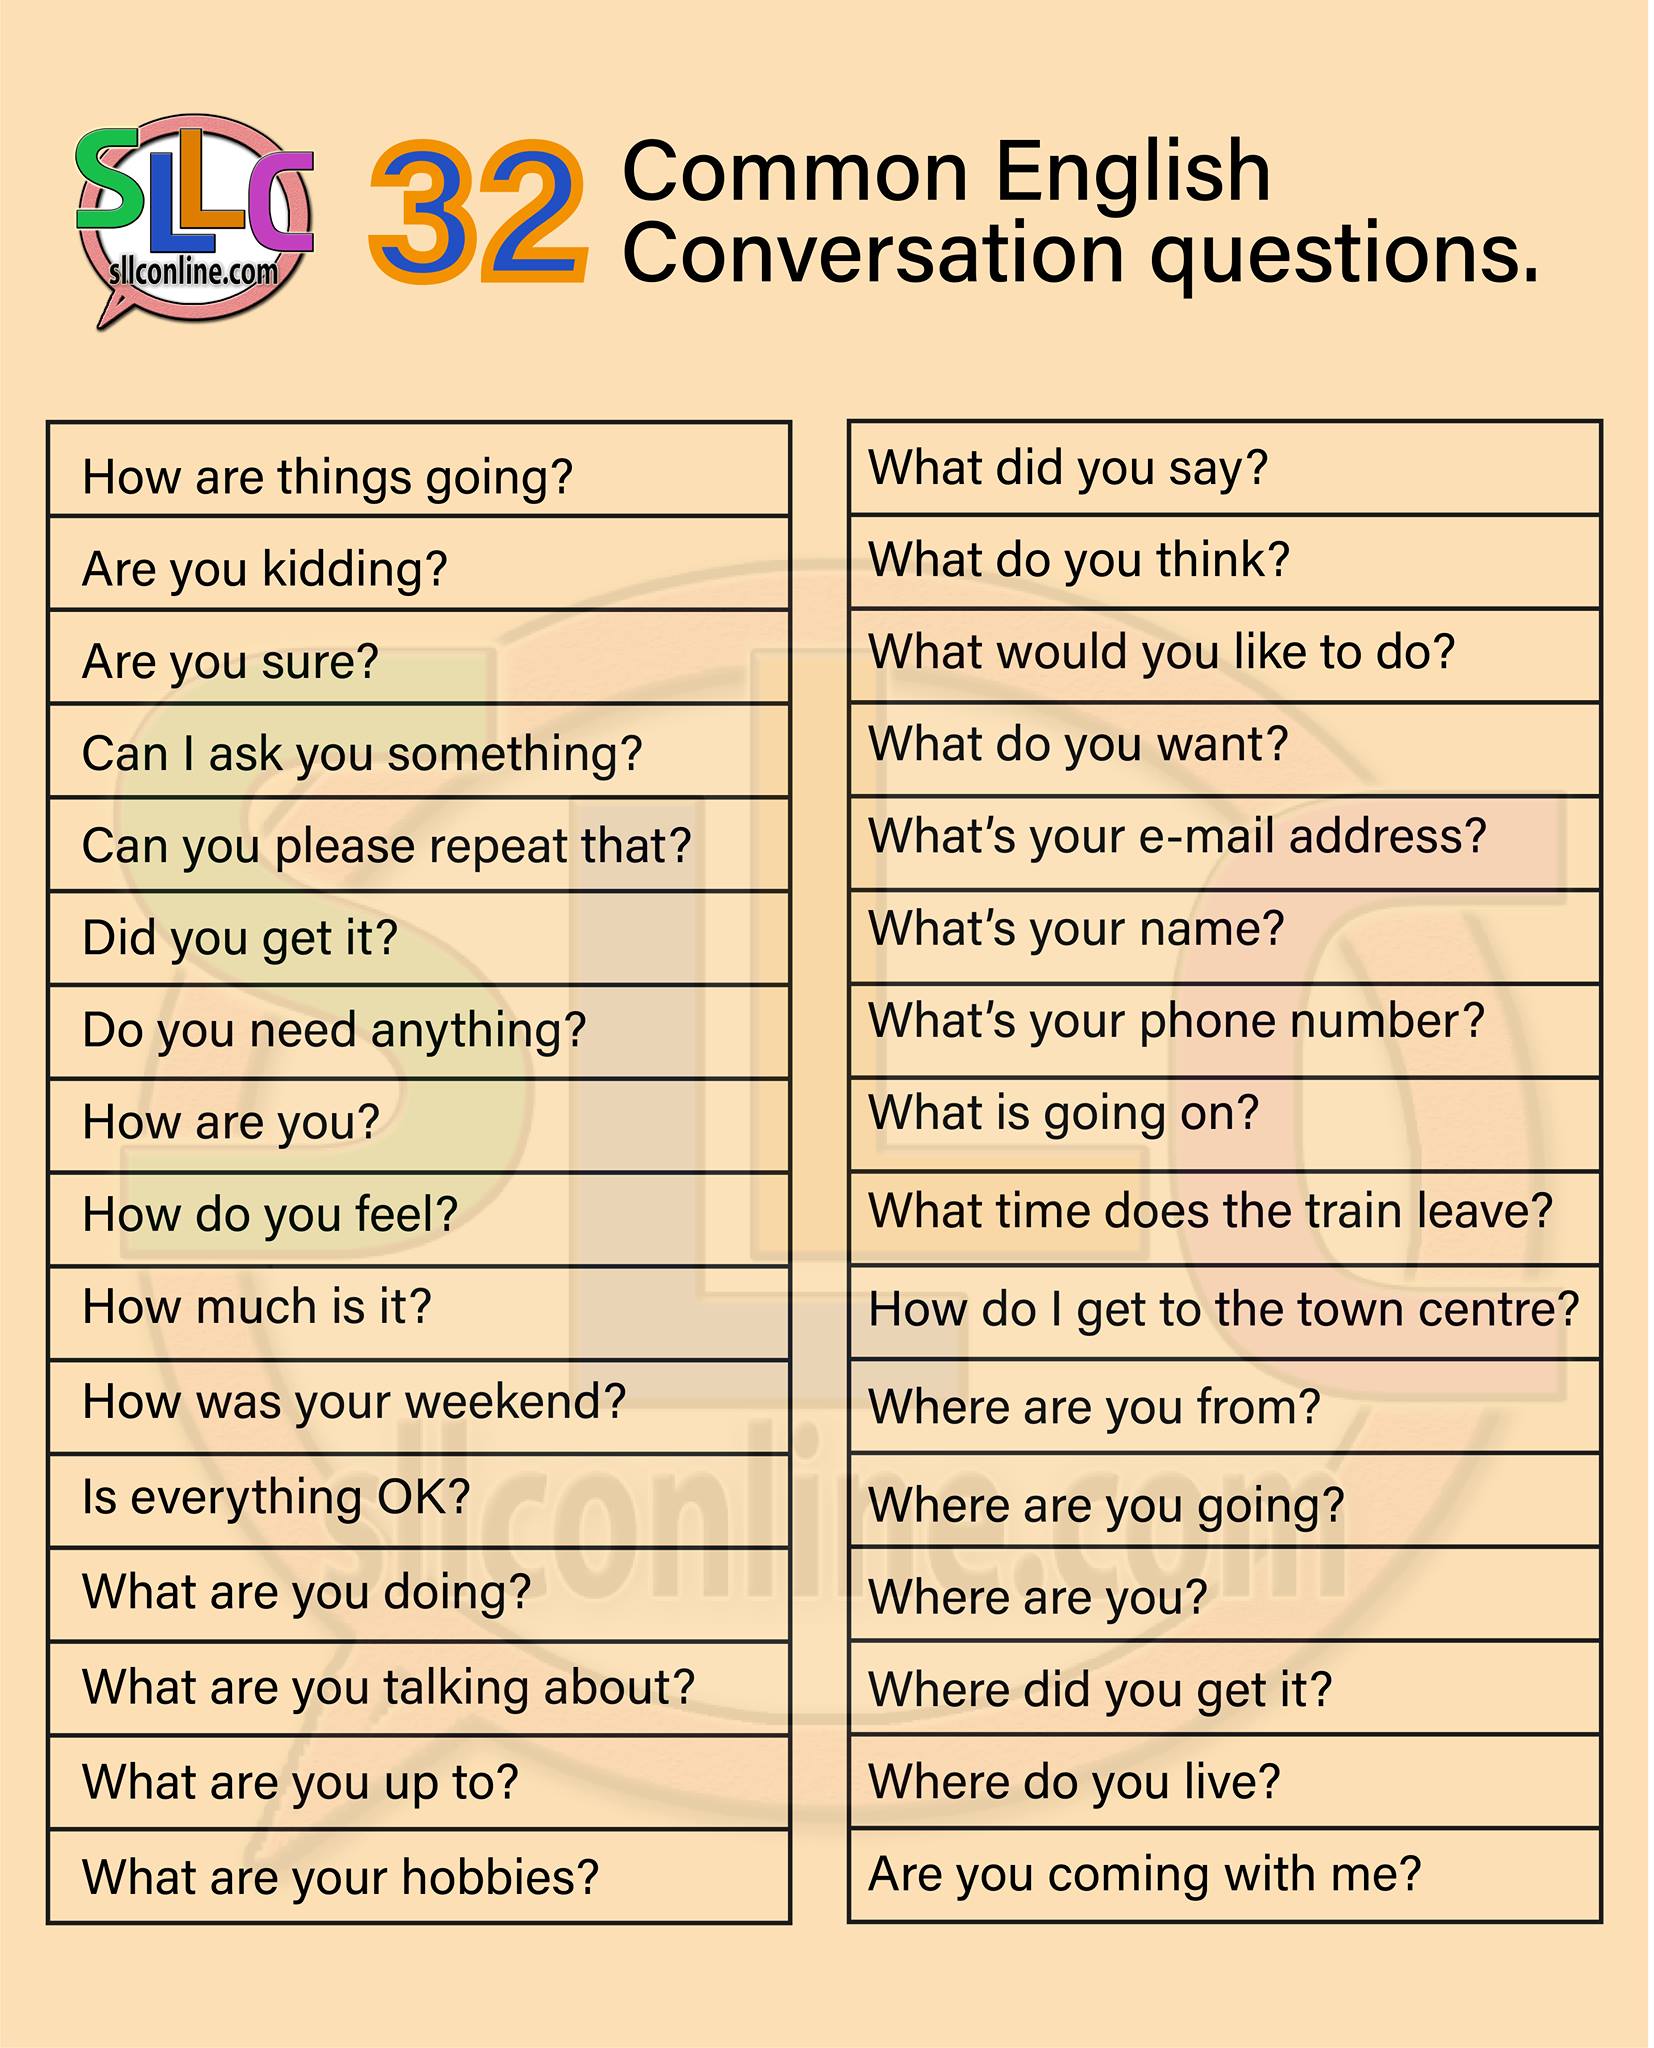 SLLC
sllconline.com
32
Common English
Conversation questions.
How are things going?
Are you kidding?
Are you sure?
Can I ask you something?
Can you please repeat that?
Did you get it?
Do you need anything?
How are you?
How do you feel?
How much is it?
How was your weekend?
Is everything OK?
What are you doing?
What are you talking about?
What are you up to?
What are your hobbies?
What did you say?
What do you think?
What would you like to do?
What do you want?
What’s your e-mail address?
What’s your name?
What’s your phone number?
What is going on?
What time does the train leave?
How do I get to the town centre?
Where are you from?
Where are you going?
Where are you?
Where did you get it?
Where do you live?
Are you coming with me?
SLLC
sllconline.com